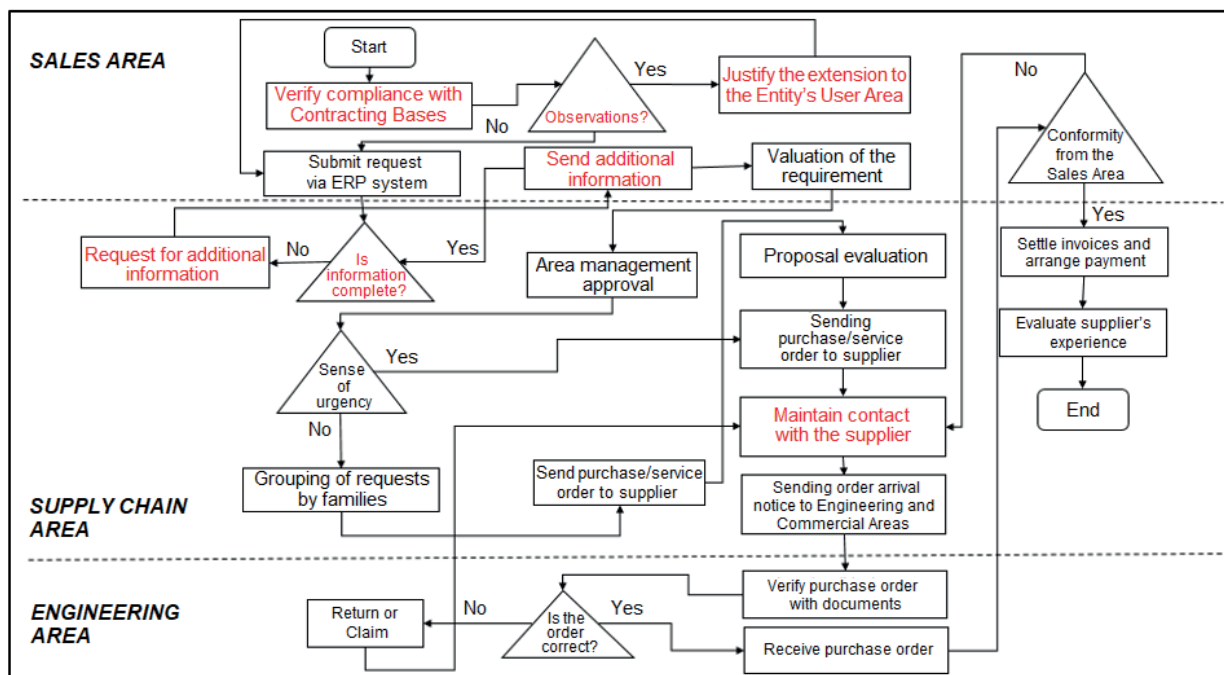 SALES AREA
Start
Verify compliance with
Contracting Bases
Observations?
Yes
No
Justify the extension to
the Entity's User Area
Submit request
via ERP system
Send additional
information
Valuation of the
requirement
No
Conformity
from the
Sales Area
Yes
Request for additional
information
No
Is
information
complete?
Yes
Area management
approval
Proposal evaluation
Settle invoices and
arrange payment
Sense
of
urgency
Yes
No
Sending
purchase/service
order to supplier
Evaluate supplier's
experience
Maintain contact
with the supplier
End
Grouping of requests
by families
Send purchase/service
order to supplier
Sending order arrival
notice to Engineering and
Commercial Areas
SUPPLY CHAIN
AREA
ENGINEERING
AREA
Return or
Claim
No
Is the
order
correct?
Yes
Verify purchase order
with documents
Receive purchase order